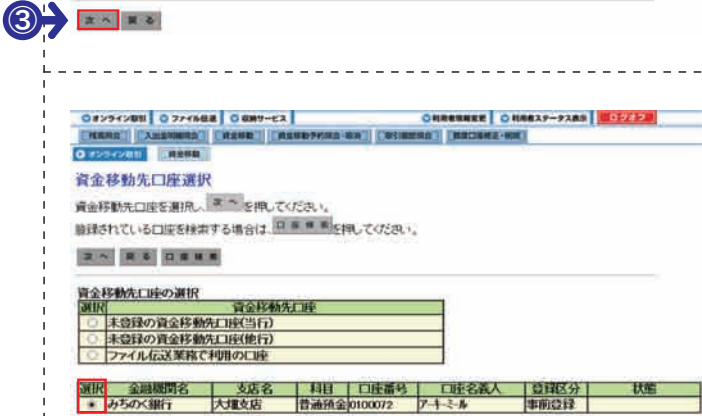 ③
次 へ 戻 る
オンライン取引 ファイル伝送 収納サービス 利用者情報変更 利用者ステータス表示 ログオフ
残高照会 入出金明細照会 資金移動 資金移動予約照会・取消 取引履歴照会
オンライン取引 資金移動
資金移動先口座選択
資金移動先口座を選択し、 次 へ を押してください。
登録されている口座を検索する場合は、 口 座 検 索 を押してください。
次 へ 戻 る 口 座 検 索
資金移動先口座の選択
選択 資金移動先口座
未登録の資金移動先口座(当行)
未登録の資金移動先口座(他行)
ファイル伝送業務で利用の口座
選択 金融機関名 支店名 科目 口座番号 口座名義人 登録区分 状態
みちのく銀行 大堰支店 普通預金 0100072 アーキーミール 事前登録